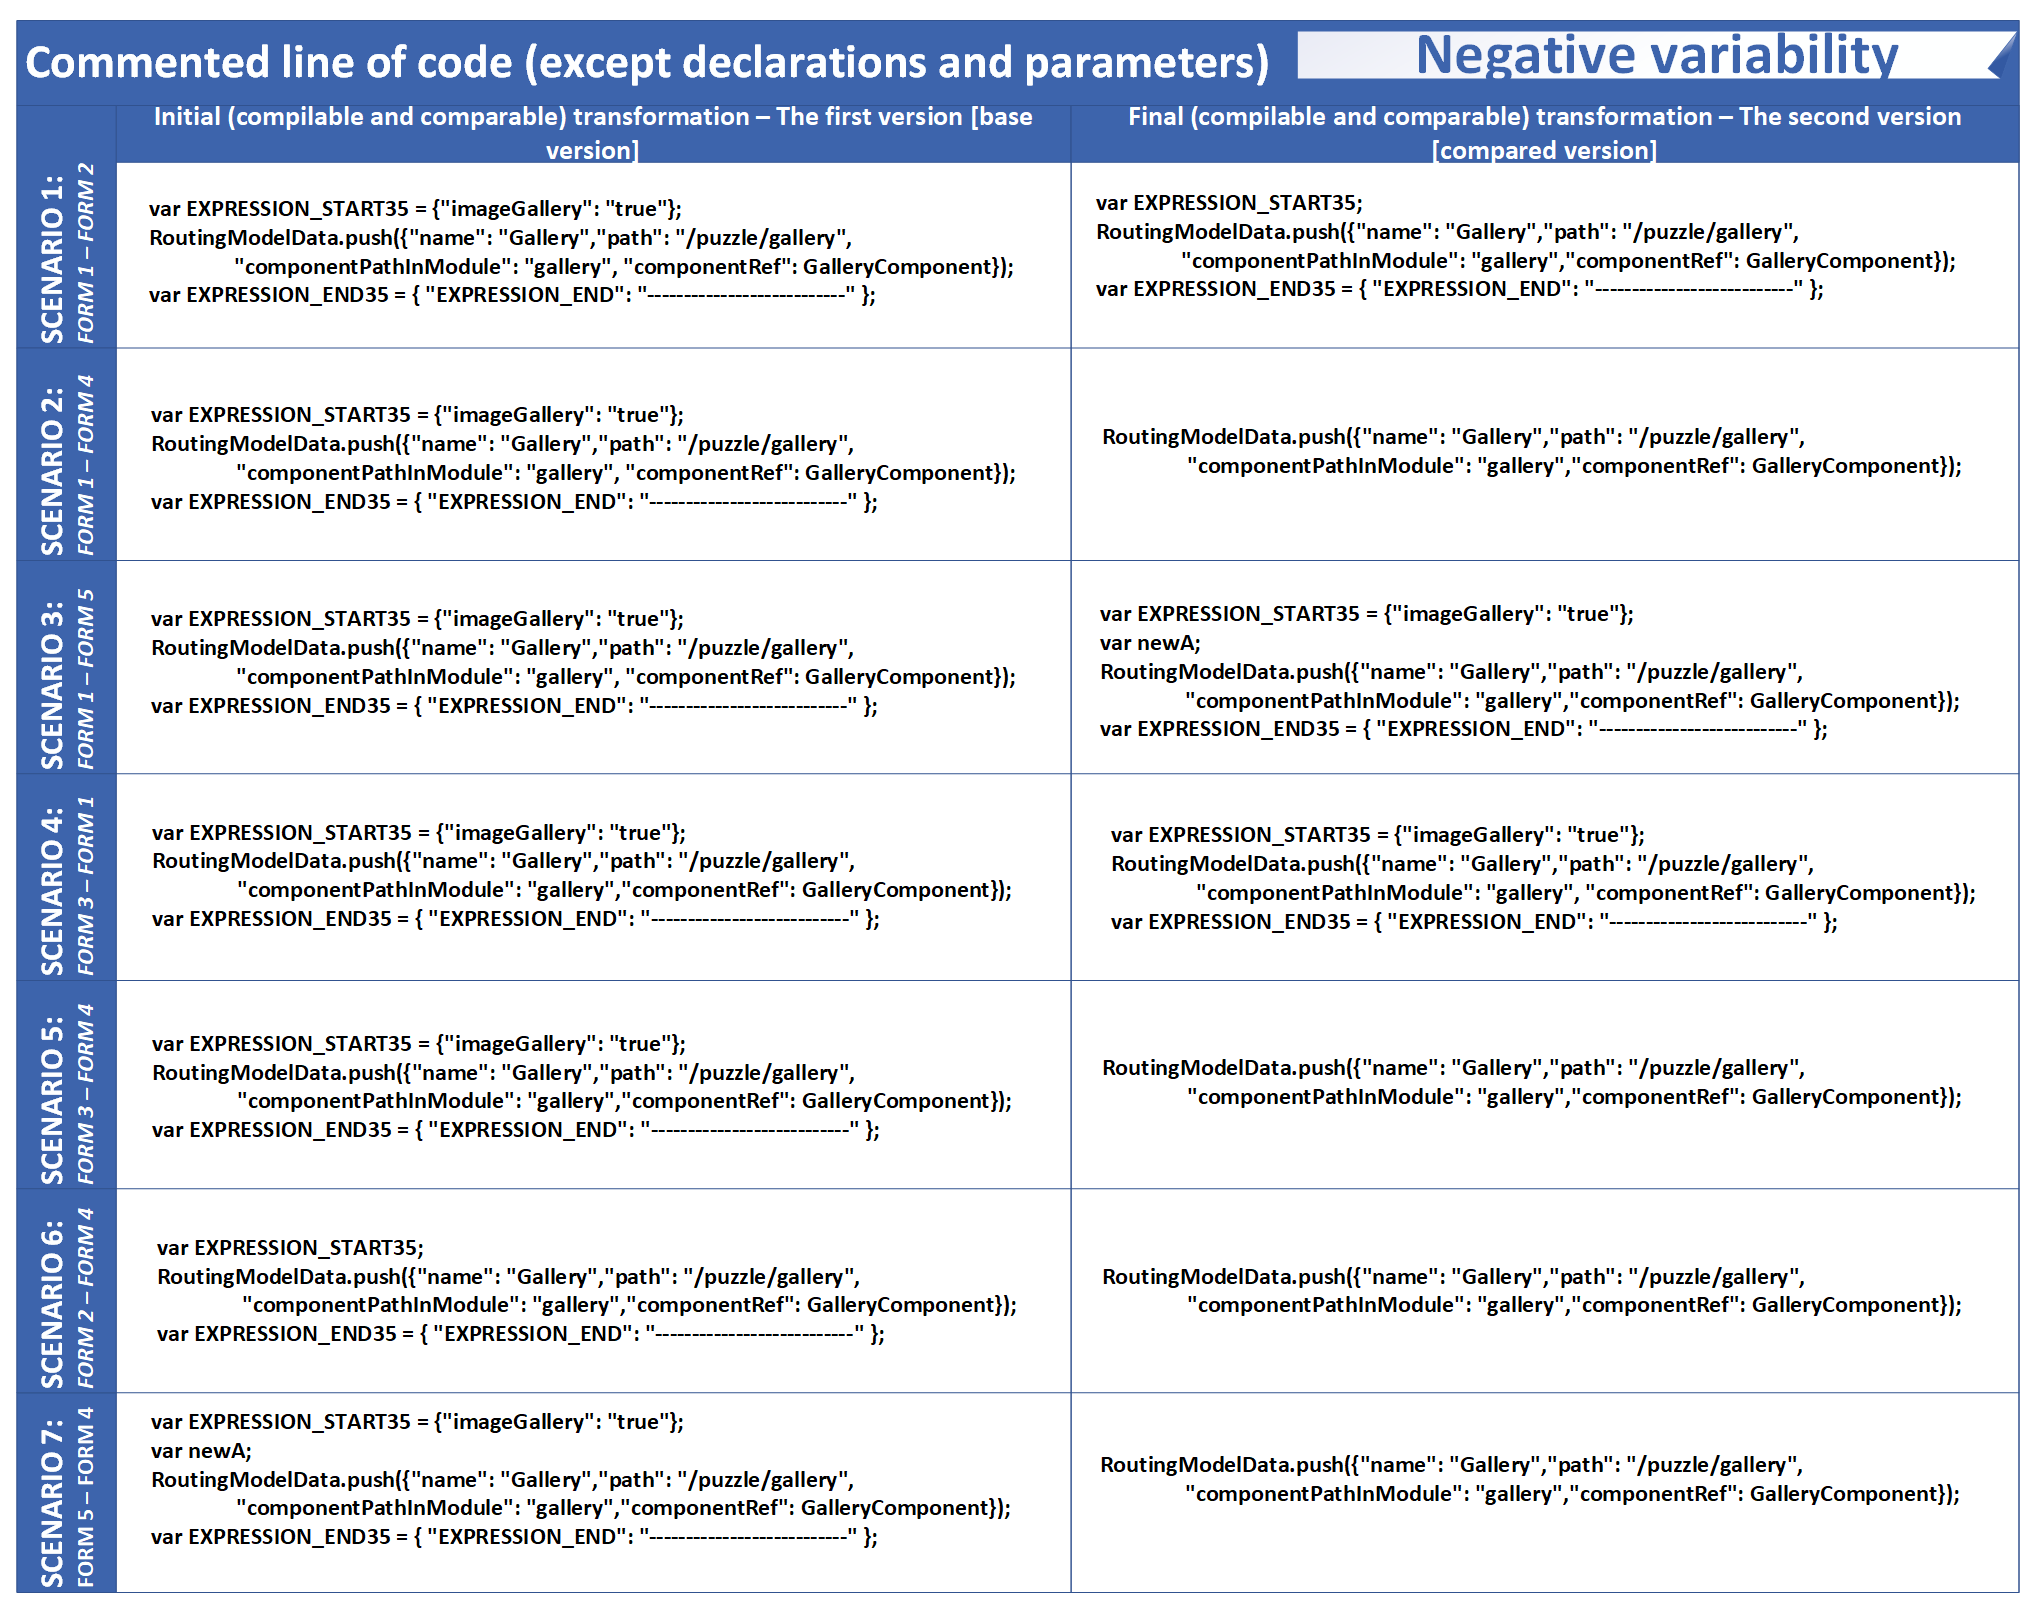 Commented line of code (except declarations and parameters)
Negative variability
Initial (compilable and comparable) transformation – The first version [base
version]
Final (compilable and comparable) transformation – The second version
[compared version]
SCENARIO 1:
FORM 1 – FORM 2
var EXPRESSION_START35 = {"imageGallery": "true"};
RoutingModelData.push({"name": "Gallery","path": "/puzzle/gallery",
"componentPathInModule": "gallery", "componentRef": GalleryComponent});
var EXPRESSION_END35 = { "EXPRESSION_END": "---------------------------" };
var EXPRESSION_START35;
RoutingModelData.push({"name": "Gallery","path": "/puzzle/gallery",
"componentPathInModule": "gallery","componentRef": GalleryComponent});
var EXPRESSION_END35 = { "EXPRESSION_END": "---------------------------" };
SCENARIO 2:
FORM 1 – FORM 4
var EXPRESSION_START35 = {"imageGallery": "true"};
RoutingModelData.push({"name": "Gallery","path": "/puzzle/gallery",
"componentPathInModule": "gallery", "componentRef": GalleryComponent});
var EXPRESSION_END35 = { "EXPRESSION_END": "---------------------------" };
RoutingModelData.push({"name": "Gallery","path": "/puzzle/gallery",
"componentPathInModule": "gallery","componentRef": GalleryComponent});
SCENARIO 3:
FORM 1 – FORM 5
var EXPRESSION_START35 = {"imageGallery": "true"};
RoutingModelData.push({"name": "Gallery","path": "/puzzle/gallery",
"componentPathInModule": "gallery", "componentRef": GalleryComponent});
var EXPRESSION_END35 = { "EXPRESSION_END": "---------------------------" };
var EXPRESSION_START35 = {"imageGallery": "true"};
var newA;
RoutingModelData.push({"name": "Gallery","path": "/puzzle/gallery",
"componentPathInModule": "gallery","componentRef": GalleryComponent});
var EXPRESSION_END35 = { "EXPRESSION_END": "---------------------------" };
SCENARIO 4:
FORM 3 – FORM 1
var EXPRESSION_START35 = {"imageGallery": "true"};
RoutingModelData.push({"name": "Gallery","path": "/puzzle/gallery",
"componentPathInModule": "gallery","componentRef": GalleryComponent});
var EXPRESSION_END35 = { "EXPRESSION_END": "---------------------------" };
var EXPRESSION_START35 = {"imageGallery": "true"};
RoutingModelData.push({"name": "Gallery","path": "/puzzle/gallery",
"componentPathInModule": "gallery", "componentRef": GalleryComponent});
var EXPRESSION_END35 = { "EXPRESSION_END": "---------------------------" };
SCENARIO 5:
FORM 3 – FORM 4
var EXPRESSION_START35 = {"imageGallery": "true"};
RoutingModelData.push({"name": "Gallery","path": "/puzzle/gallery",
"componentPathInModule": "gallery","componentRef": GalleryComponent});
var EXPRESSION_END35 = { "EXPRESSION_END": "---------------------------" };
RoutingModelData.push({"name": "Gallery","path": "/puzzle/gallery",
"componentPathInModule": "gallery","componentRef": GalleryComponent});
SCENARIO 6:
FORM 2 – FORM 4
var EXPRESSION_START35;
RoutingModelData.push({"name": "Gallery","path": "/puzzle/gallery",
"componentPathInModule": "gallery","componentRef": GalleryComponent});
var EXPRESSION_END35 = { "EXPRESSION_END": "---------------------------" };
RoutingModelData.push({"name": "Gallery","path": "/puzzle/gallery",
"componentPathInModule": "gallery","componentRef": GalleryComponent});
SCENARIO 7:
FORM 5 – FORM 4
var EXPRESSION_START35 = {"imageGallery": "true"};
var newA;
RoutingModelData.push({"name": "Gallery","path": "/puzzle/gallery",
"componentPathInModule": "gallery","componentRef": GalleryComponent});
var EXPRESSION_END35 = { "EXPRESSION_END": "---------------------------" };
RoutingModelData.push({"name": "Gallery","path": "/puzzle/gallery",
"componentPathInModule": "gallery","componentRef": GalleryComponent});